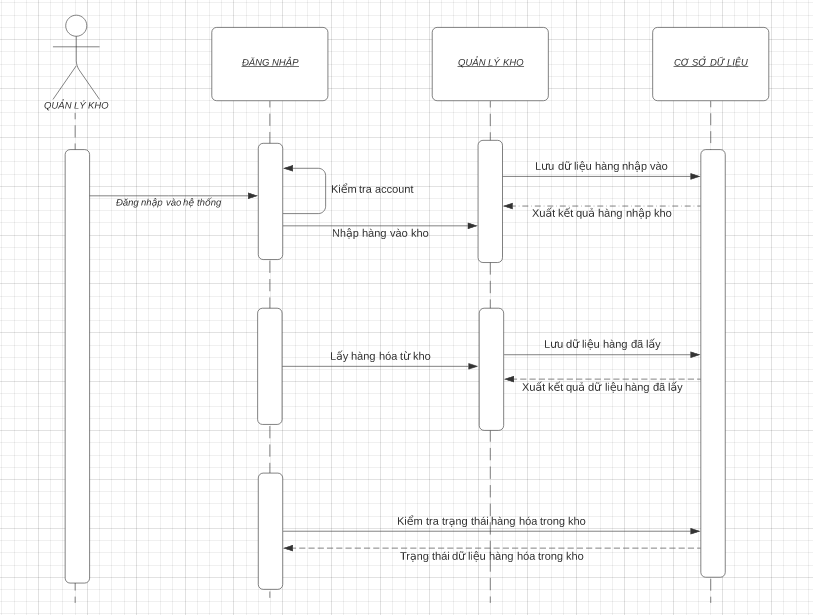 ĐĂNG NHẬP
QUẢN LÝ KHO
CƠ SỞ DỮ LIỆU
QUẢN LÝ KHO
Lưu dữ liệu hàng nhập vào
Kiểm tra account
Đăng nhập vào hệ thống
Xuất kết quả hàng nhập kho
Nhập hàng vào kho
Lưu dữ liệu hàng đã lấy
Lấy hàng hóa từ kho
Xuất kết quả dữ liệu hàng đã lấy
Kiểm tra trạng thái hàng hóa trong kho
Trạng thái dữ liệu hàng hóa trong kho